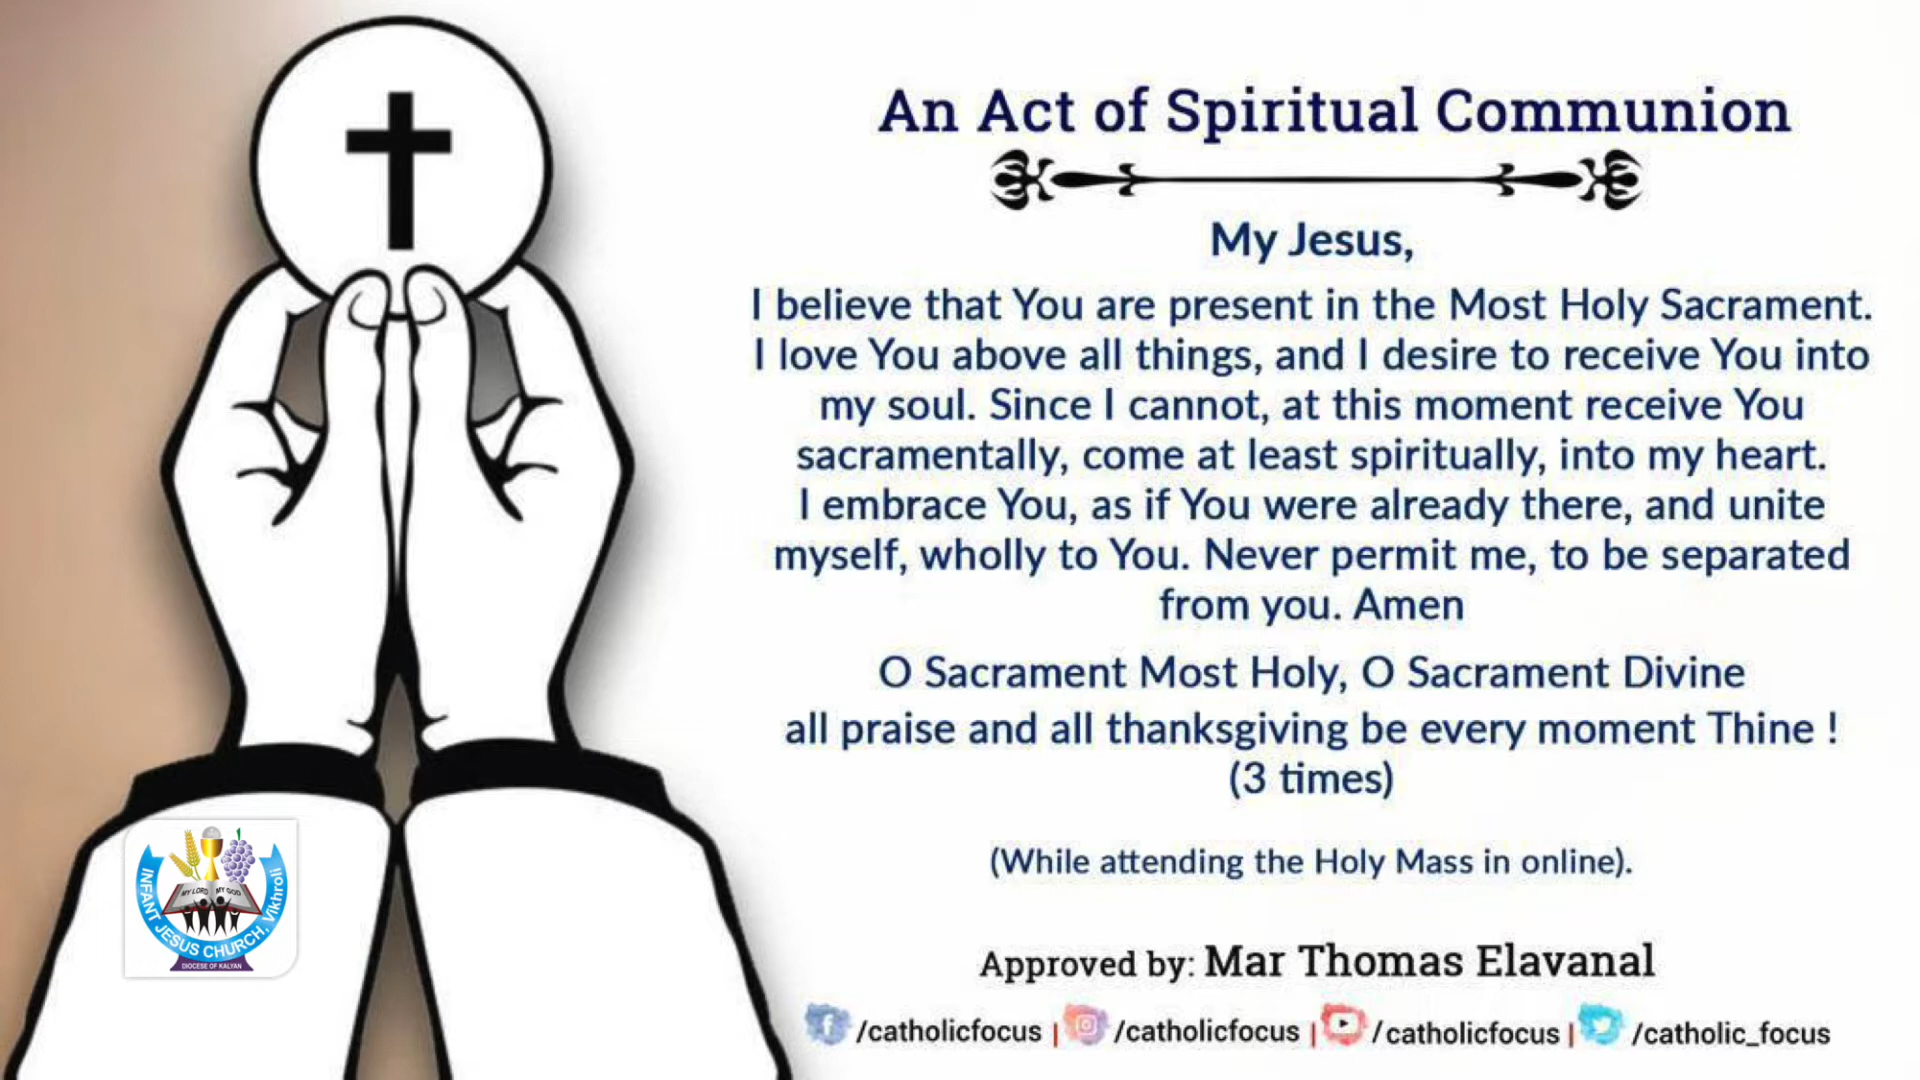 An Act of Spiritual Communion
My Jesus,
I believe that You are present in the Most Holy Sacrament.
I love You above all things, and I desire to receive You into
my soul. Since I cannot, at this moment receive You
sacramentally, come at least spiritually, into my heart.
I embrace You, as if You were already there, and unite
myself, wholly to You. Never permit me, to be separated
from you. Amen
O Sacrament Most Holy, O Sacrament Divine
all praise and all thanksgiving be every moment Thine !
(3 times)
(While attending the Holy Mass in online).
Approved by: Mar Thomas Elavanal
/catholicfocus | /catholicfocus | /catholicfocus | /catholic_focus
MY LORD MY GOD
INFANT JESUS CHURCH, Vikhroli
DIOCESE OF KALYAN